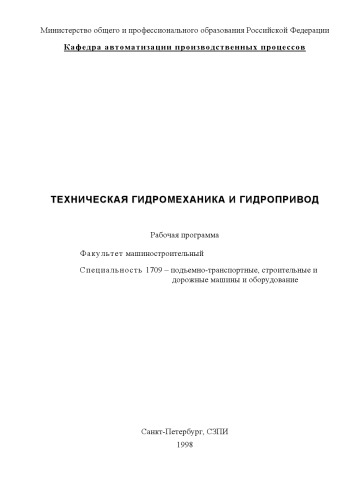 Министерство общего и профессионального образования Российской Федерации
Кафедра автоматизации производственных процессов
ТЕХНИЧЕСКАЯ ГИДРОМЕХАНИКА И ГИДРОПРИВОД
Рабочая программа
Факультет машиностроительный
Специальность 1709 – подъемно-транспортные, строительные и
дорожные машины и оборудование
Санкт-Петербург, СЗПИ
1998